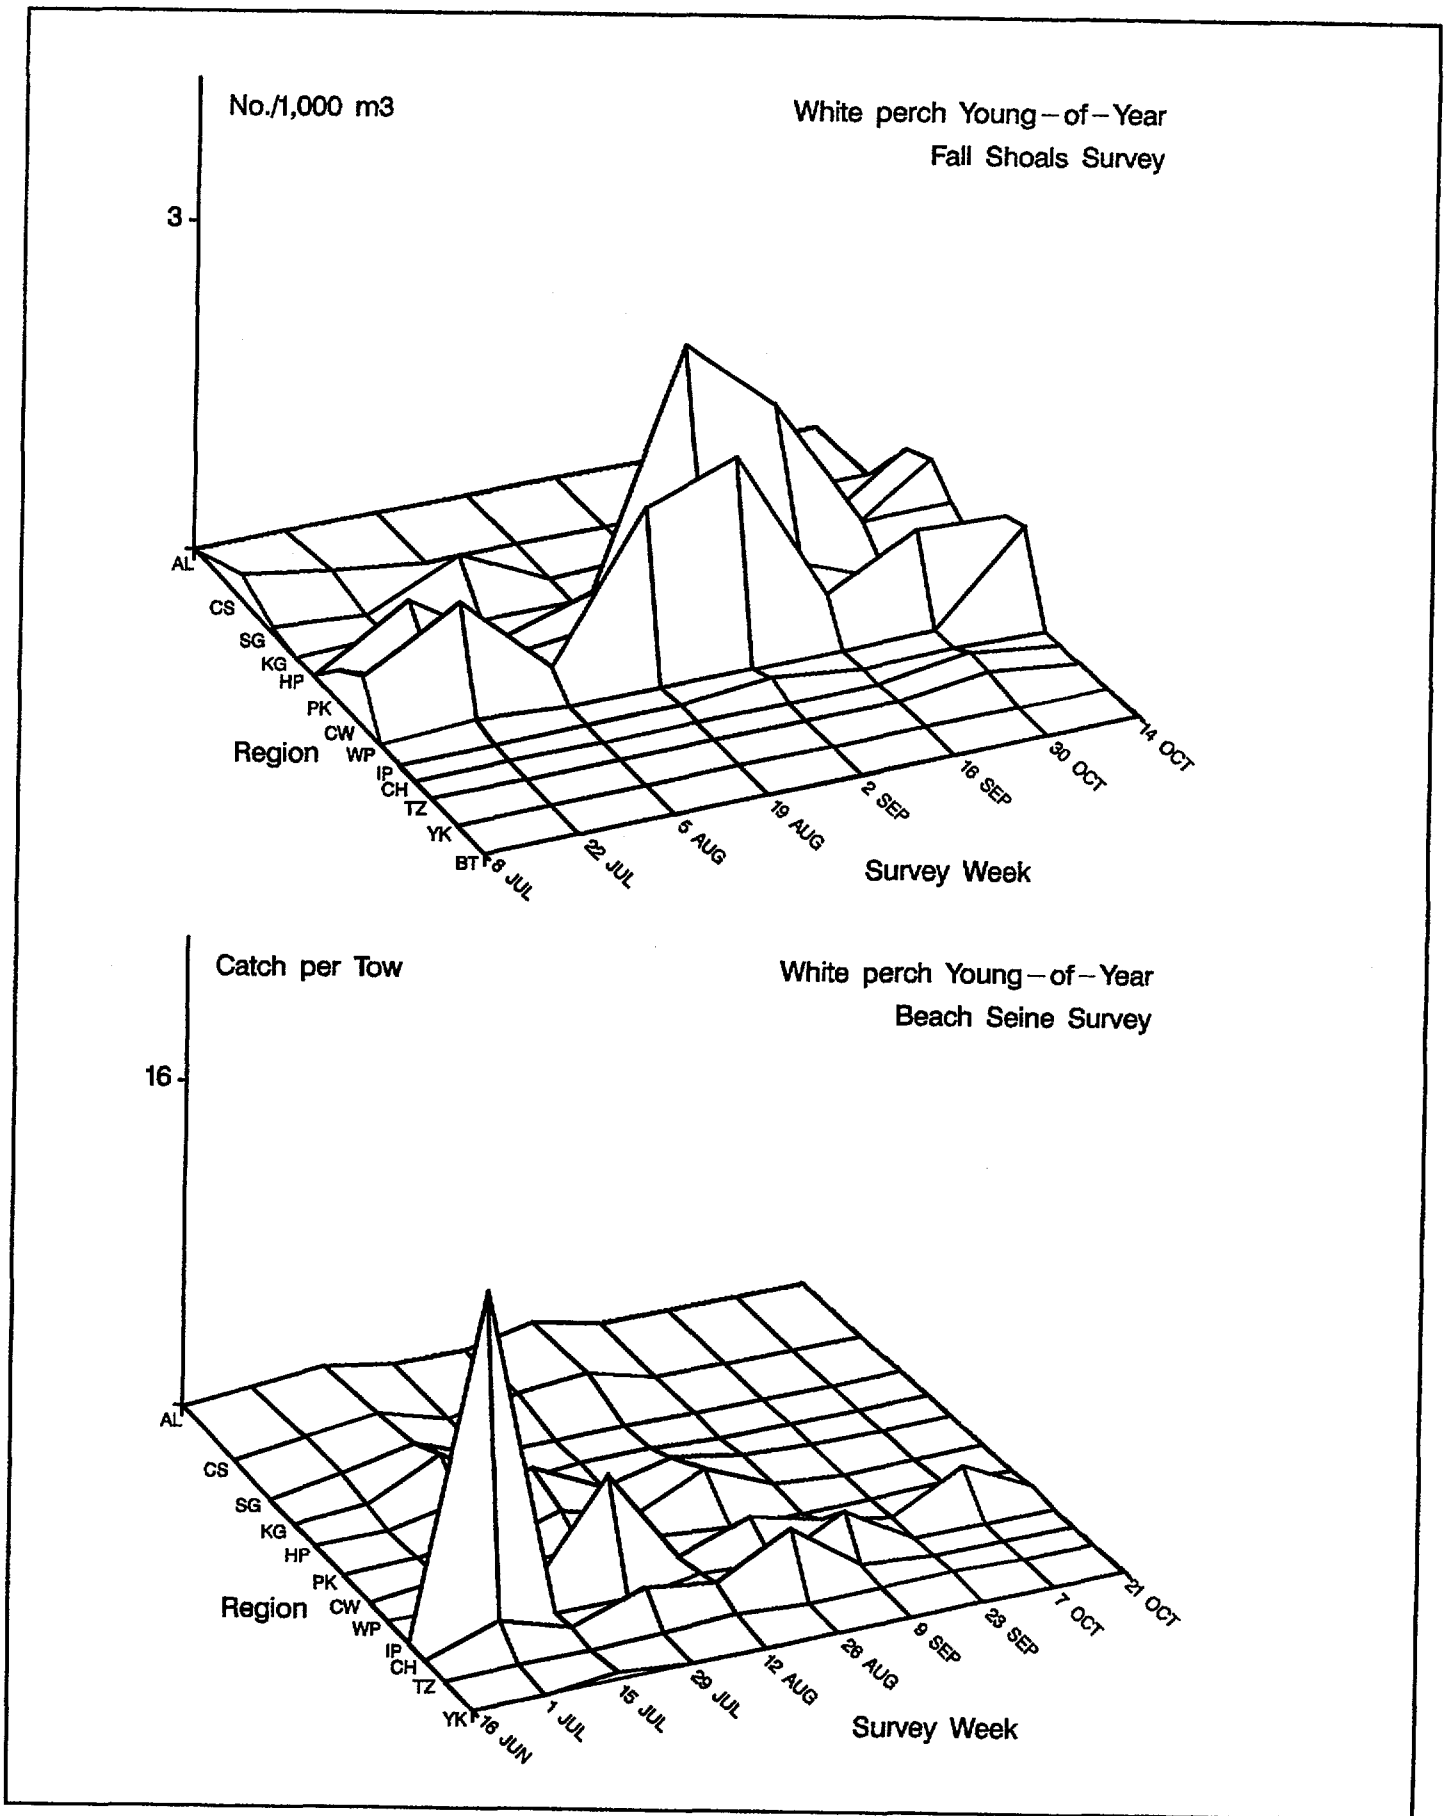 No./1,000 m3
White perch Young-of-Year
Fall Shoals Survey
3
AL
CS
SG
KG
HP
PK
CW
WP
IP
CH
TZ
YK
BT
Region
8 JUL
22 JUL
5 AUG
19 AUG
2 SEP
16 SEP
30 OCT
14 OCT
Survey Week
Catch per Tow
White perch Young-of-Year
Beach Seine Survey
16
AL
CS
SG
KG
HP
PK
CW
WP
IP
CH
TZ
YK
Region
16 JUN
1 JUL
15 JUL
29 JUL
12 AUG
26 AUG
9 SEP
23 SEP
7 OCT
21 OCT
Survey Week